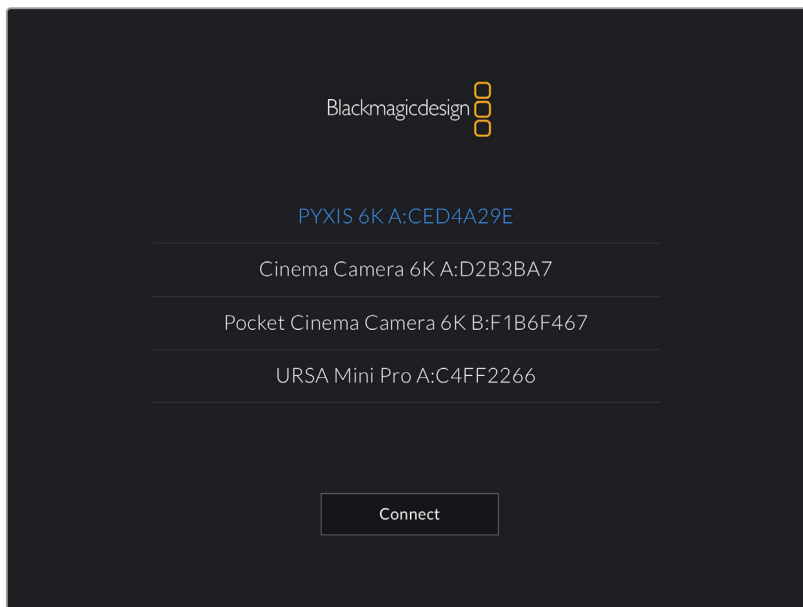 Blackmagicdesign
PYXIS 6K A:CED4A29E
Cinema Camera 6K A:D2B3BA7
Pocket Cinema Camera 6K B:F1B6F467
URSA Mini Pro A:C4FF2266
Connect